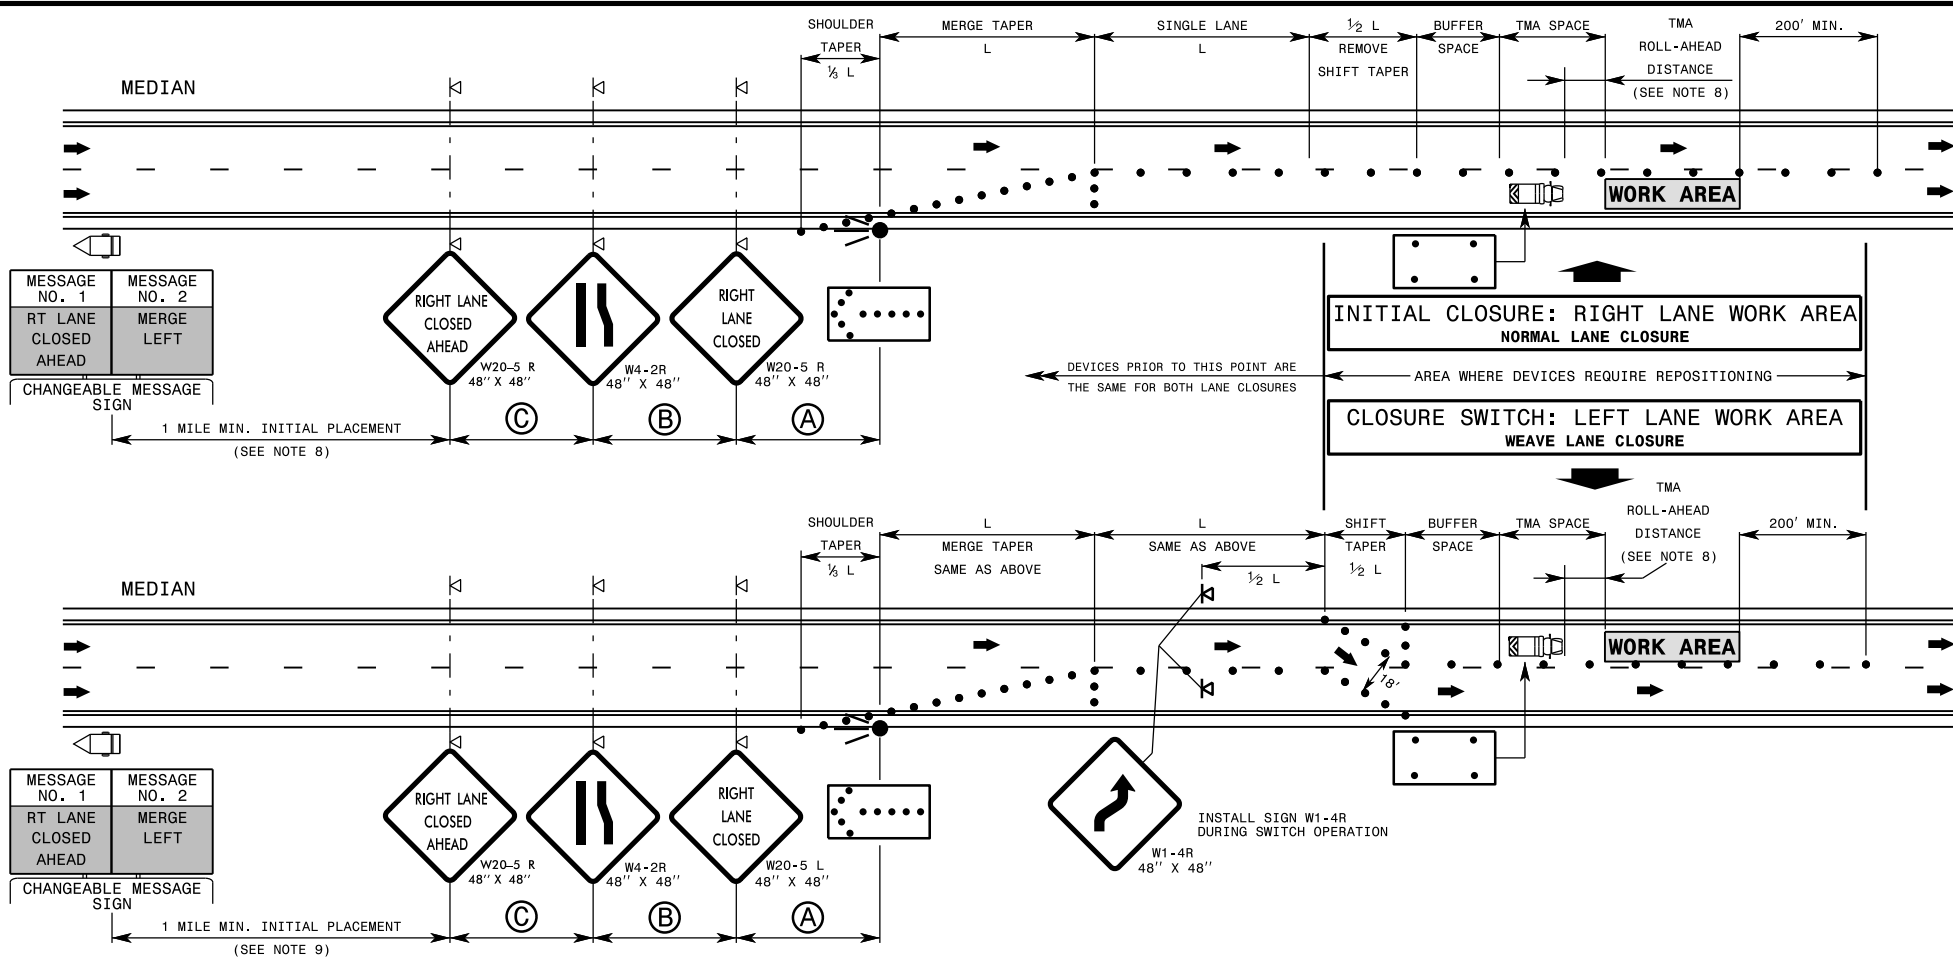 SHOULDER
TAPER
⅓ L
MERGE TAPER
L
SINGLE LANE
L
½ L
REMOVE
SHIFT TAPER
BUFFER
SPACE
TMA SPACE
TMA
ROLL-AHEAD
DISTANCE
(SEE NOTE 8)
200' MIN.
MEDIAN
WORK AREA
MESSAGE
NO. 1
MESSAGE
NO. 2
RT LANE
CLOSED
AHEAD
MERGE
LEFT
CHANGEABLE MESSAGE
SIGN
RIGHT LANE
CLOSED
AHEAD
W20-5 R
48'' X 48''
W4-2R
48'' X 48''
RIGHT
LANE
CLOSED
W20-5 R
48'' X 48''
C
B
A
1 MILE MIN. INITIAL PLACEMENT
(SEE NOTE 8)
INITIAL CLOSURE: RIGHT LANE WORK AREA
NORMAL LANE CLOSURE
DEVICES PRIOR TO THIS POINT ARE
THE SAME FOR BOTH LANE CLOSURES
AREA WHERE DEVICES REQUIRE REPOSITIONING
CLOSURE SWITCH: LEFT LANE WORK AREA
WEAVE LANE CLOSURE
SHOULDER
TAPER
⅓ L
L
MERGE TAPER
SAME AS ABOVE
L
SAME AS ABOVE
½ L
SHIFT
TAPER
½ L
BUFFER
SPACE
TMA SPACE
TMA
ROLL-AHEAD
DISTANCE
(SEE NOTE 8)
200' MIN.
MEDIAN
18'
WORK AREA
MESSAGE
NO. 1
MESSAGE
NO. 2
RT LANE
CLOSED
AHEAD
MERGE
LEFT
CHANGEABLE MESSAGE
SIGN
RIGHT LANE
CLOSED
AHEAD
W20-5 R
48'' X 48''
W4-2R
48'' X 48''
RIGHT
LANE
CLOSED
W20-5 L
48'' X 48''
INSTALL SIGN W1-4R
DURING SWITCH OPERATION
W1-4R
48'' X 48''
C
B
A
1 MILE MIN. INITIAL PLACEMENT
(SEE NOTE 9)